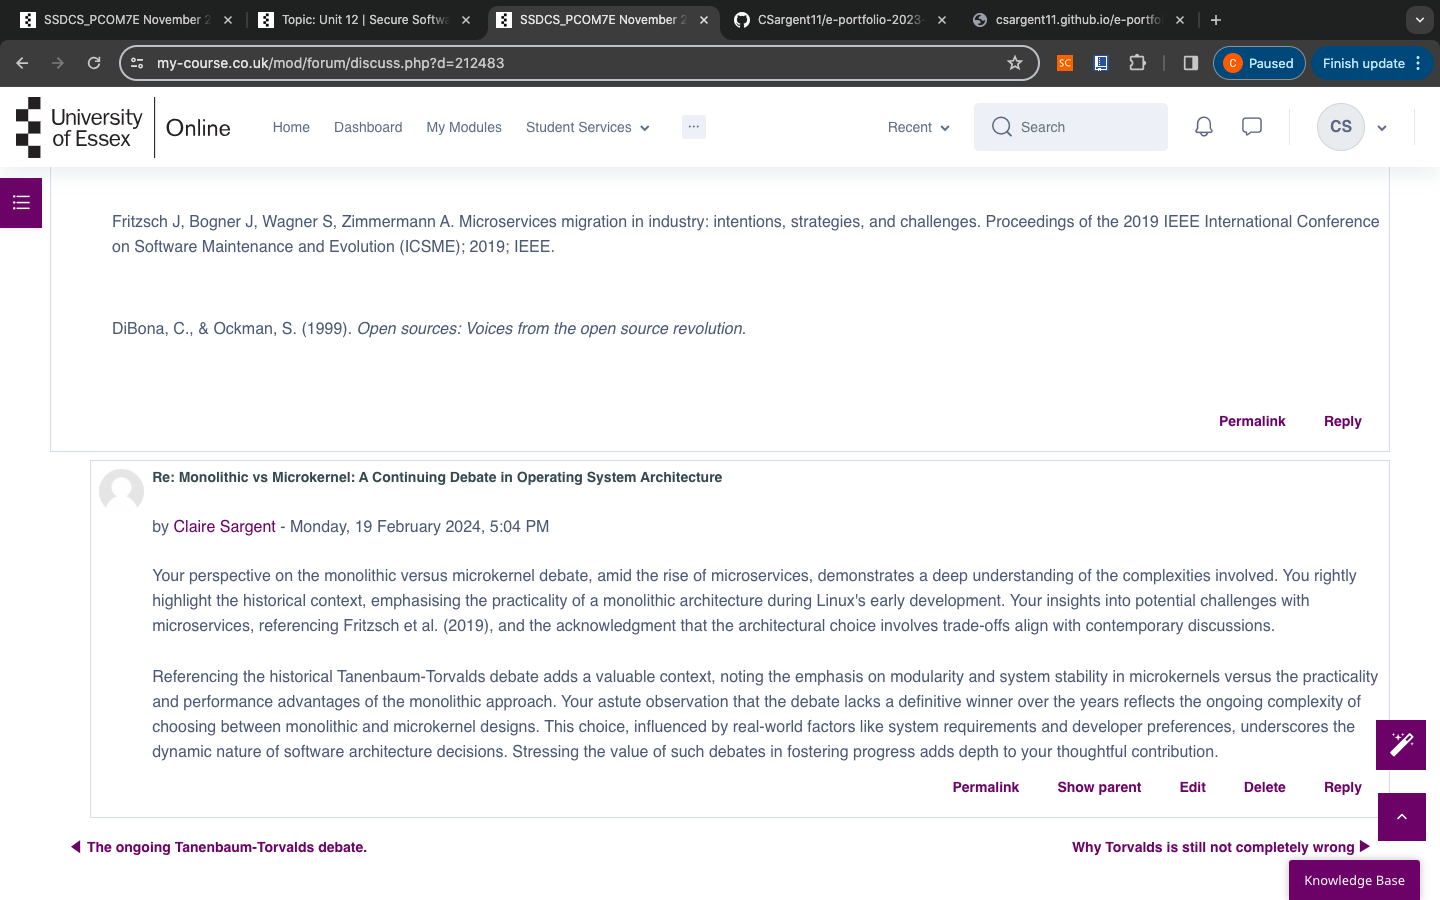 SSDCS_PCOM7E November 2
Topic: Unit 12 | Secure Softwa
SSDCS_PCOM7E November 2
CSargent11/e-portfolio-2023-
csargent11.github.io/e-portfo
my-course.co.uk/mod/forum/discuss.php?d=212483
SC
C Paused
Finish update
University
of Essex
Online
Home Dashboard My Modules Student Services ... Recent Search CS
Fritzsch J, Bogner J, Wagner S, Zimmermann A. Microservices migration in industry: intentions, strategies, and challenges. Proceedings of the 2019 IEEE International Conference
on Software Maintenance and Evolution (ICSME); 2019; IEEE.
DiBona, C., & Ockman, S. (1999). Open sources: Voices from the open source revolution.
Permalink Reply
Re: Monolithic vs Microkernel: A Continuing Debate in Operating System Architecture
by Claire Sargent - Monday, 19 February 2024, 5:04 PM
Your perspective on the monolithic versus microkernel debate, amid the rise of microservices, demonstrates a deep understanding of the complexities involved. You rightly
highlight the historical context, emphasising the practicality of a monolithic architecture during Linux's early development. Your insights into potential challenges with
microservices, referencing Fritzsch et al. (2019), and the acknowledgment that the architectural choice involves trade-offs align with contemporary discussions.
Referencing the historical Tanenbaum-Torvalds debate adds a valuable context, noting the emphasis on modularity and system stability in microkernels versus the practicality
and performance advantages of the monolithic approach. Your astute observation that the debate lacks a definitive winner over the years reflects the ongoing complexity of
choosing between monolithic and microkernel designs. This choice, influenced by real-world factors like system requirements and developer preferences, underscores the
dynamic nature of software architecture decisions. Stressing the value of such debates in fostering progress adds depth to your thoughtful contribution.
Permalink Show parent Edit Delete Reply
The ongoing Tanenbaum-Torvalds debate.
Why Torvalds is still not completely wrong
Knowledge Base